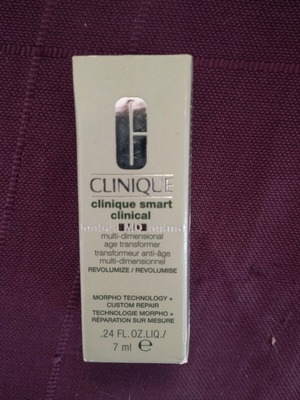 CLINIQUE
clinique smart
clinical
MD
multi-dimensional
age transformer
transformateur anti-âge
multi-dimensionnel
REVOLUMIZE / REVOLUMISE
MORPHO TECHNOLOGY +
CUSTOM REPAIR
TECHNOLOGIE MORPHO +
RÉPARATION SUR MESURE
.24 FL.OZ.LIQ./
7 ml ℮